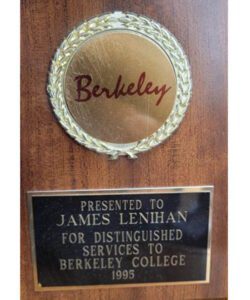 Berkeley
PRESENTED TO
JAMES LENIHAN
FOR DISTINGUISHED
SERVICES TO
BERKELEY COLLEGE
1995